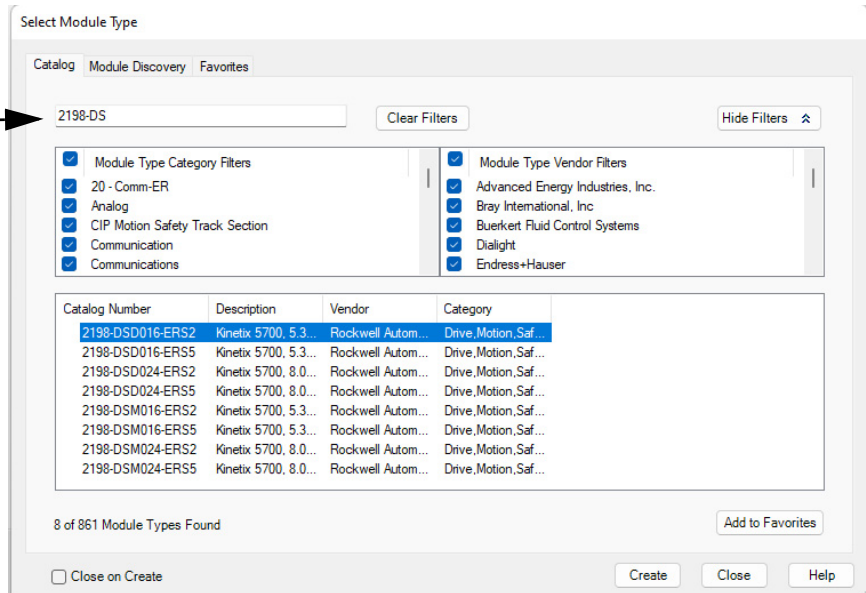 Select Module Type
Catalog Module Discovery Favorites
2198-DS Clear Filters Hide Filters
Module Type Category Filters
20 - Comm-ER
Analog
CIP Motion Safety Track Section
Communication
Communications
Module Type Vendor Filters
Advanced Energy Industries, Inc.
Bray International, Inc
Buerkert Fluid Control Systems
Dialight
Endress+Hauser
Catalog Number Description Vendor Category
2198-DSD016-ERS2 Kinetix 5700, 5.3... Rockwell Autom... Drive,Motion,Saf...
2198-DSD016-ERS5 Kinetix 5700, 5.3... Rockwell Autom... Drive,Motion,Saf...
2198-DSD024-ERS2 Kinetix 5700, 8.0... Rockwell Autom... Drive,Motion,Saf...
2198-DSD024-ERS5 Kinetix 5700, 8.0... Rockwell Autom... Drive,Motion,Saf...
2198-DSM016-ERS2 Kinetix 5700, 5.3... Rockwell Autom... Drive,Motion,Saf...
2198-DSM016-ERS5 Kinetix 5700, 5.3... Rockwell Autom... Drive,Motion,Saf...
2198-DSM024-ERS2 Kinetix 5700, 8.0... Rockwell Autom... Drive,Motion,Saf...
2198-DSM024-ERS5 Kinetix 5700, 8.0... Rockwell Autom... Drive,Motion,Saf...
8 of 861 Module Types Found Add to Favorites
Close on Create Create Close Help